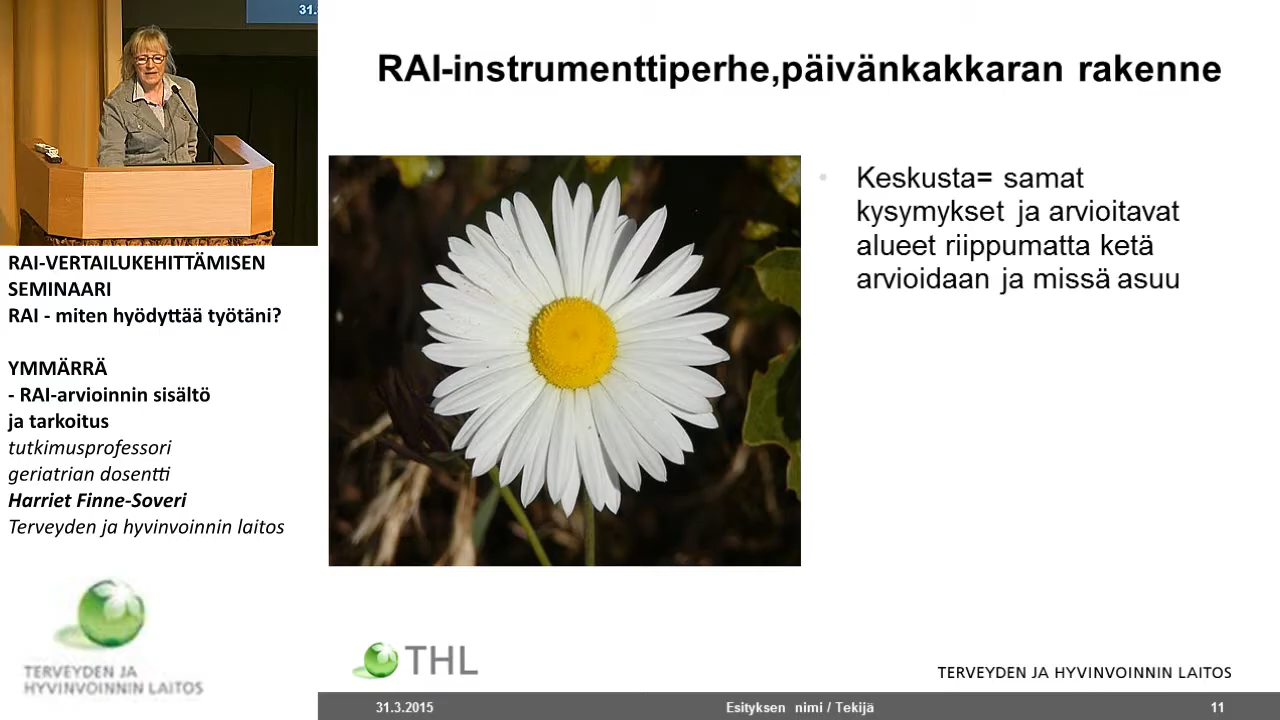 31.
RAI-VERTAILUKEHITTÄMISEN
SEMINAARI
RAI - miten hyödyttää työtäni?
YMMÄRRÄ
- RAI-arvioinnin sisältö
ja tarkoitus
tutkimusprofessori
geriatrian dosentti
Harriet Finne-Soveri
Terveyden ja hyvinvoinnin laitos
TERVEYDEN JA
HYVINVOINNIN LAITOS
RAI-instrumenttiperhe,päivänkakkaran rakenne
• Keskusta= samat
kysymykset ja arvioitavat
alueet riippumatta ketä
arvioidaan ja missä asuu
THL
TERVEYDEN JA HYVINVOINNIN LAITOS
31.3.2015
Esityksen nimi / Tekijä
11